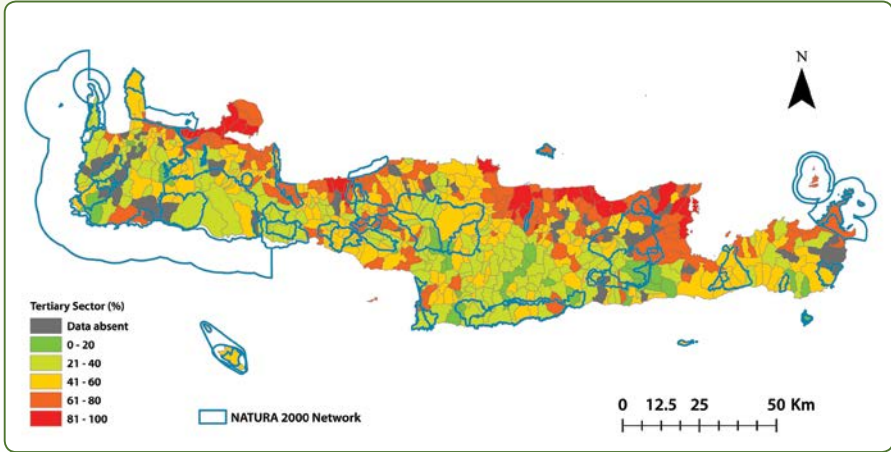 N
Tertiary Sector (%)
Data absent
0 - 20
21 - 40
41 - 60
61 - 80
81 - 100
NATURA 2000 Network
0 12.5 25 50 Km